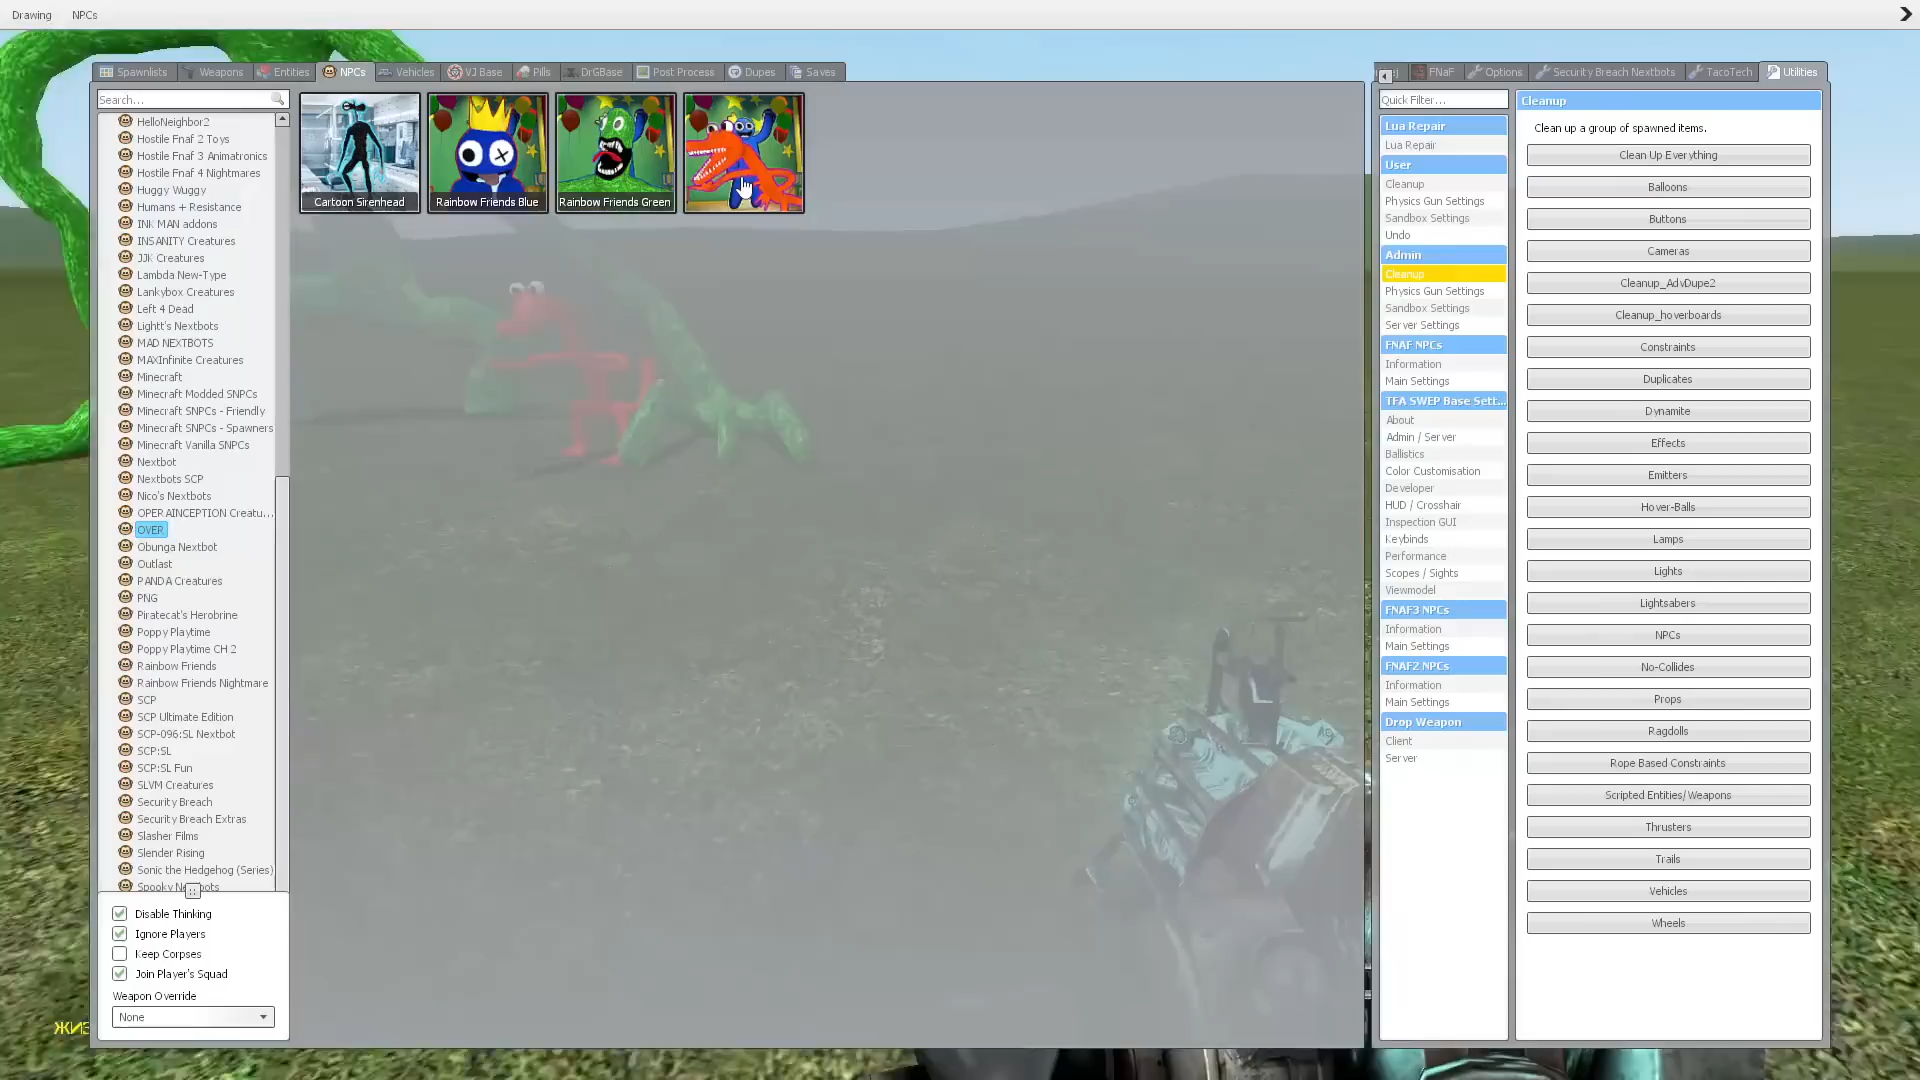 Drawing NPCs
Spawnlists Weapons Entities NPCs Vehicles VJ Base Pills DrGBase Post Process Dupes Saves
FNaF Options Security Breach Nextbots TacoTech Utilities
Search...
HelloNeighbor2
Hostile Fnaf 2 Toys
Hostile Fnaf 3 Animatronics
Hostile Fnaf 4 Nightmares
Huggy Wuggy
Humans + Resistance
INK MAN addons
INSANITY Creatures
JJK Creatures
Lambda New-Type
Lankybox Creatures
Left 4 Dead
Lightt's Nextbots
MAD NEXTBOTS
MAXInfinite Creatures
Minecraft
Minecraft Modded SNPCs
Minecraft SNPCs - Friendly
Minecraft SNPCs - Spawners
Minecraft Vanilla SNPCs
Nextbot
Nextbots SCP
Nico's Nextbots
OPERAINCEPTION Creatu...
OVER
Obunga Nextbot
Outlast
PANDA Creatures
PNG
Piratecat's Herobrine
Poppy Playtime
Poppy Playtime CH 2
Rainbow Friends
Rainbow Friends Nightmare
SCP
SCP Ultimate Edition
SCP-096:SL Nextbot
SCP:SL
SCP:SL Fun
SLVM Creatures
Security Breach
Security Breach Extras
Slasher Films
Slender Rising
Sonic the Hedgehog (Series)
Disable Thinking
Ignore Players
Keep Corpses
Join Player's Squad
Weapon Override
None
Cartoon Sirenhead
Rainbow Friends Blue
Rainbow Friends Green
Quick Filter...
Lua Repair
Lua Repair
User
Cleanup
Physics Gun Settings
Sandbox Settings
Undo
Admin
Cleanup
Physics Gun Settings
Sandbox Settings
Server Settings
FNAF NPCs
Information
Main Settings
TFA SWEP Base Sett...
About
Admin / Server
Ballistics
Color Customisation
Developer
HUD / Crosshair
Inspection GUI
Keybinds
Performance
Scopes / Sights
Viewmodel
FNAF3 NPCs
Information
Main Settings
FNAF2 NPCs
Information
Main Settings
Drop Weapon
Client
Server
Cleanup
Clean up a group of spawned items.
Clean Up Everything
Balloons
Buttons
Cameras
Cleanup_AdvDupe2
Cleanup_hoverboards
Constraints
Duplicates
Dynamite
Effects
Emitters
Hover-Balls
Lamps
Lights
Lightsabers
NPCs
No-Collides
Props
Ragdolls
Rope Based Constraints
Scripted Entities/Weapons
Thrusters
Trails
Vehicles
Wheels